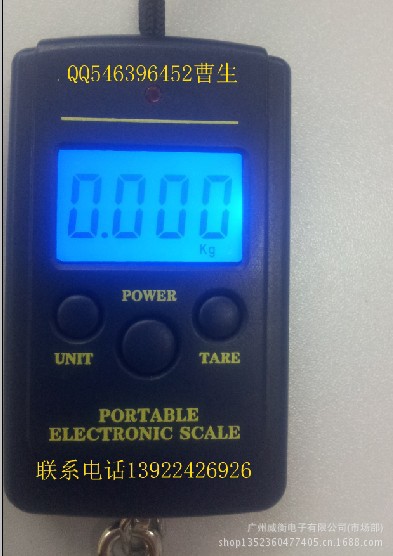 QQ546396452曹生
0.000
Kg
POWER
UNIT TARE
PORTABLE
ELECTRONIC SCALE
联系电话13922426926
广州威衡电子有限公司(市场部)
shop1352360477405.cn.1688.com